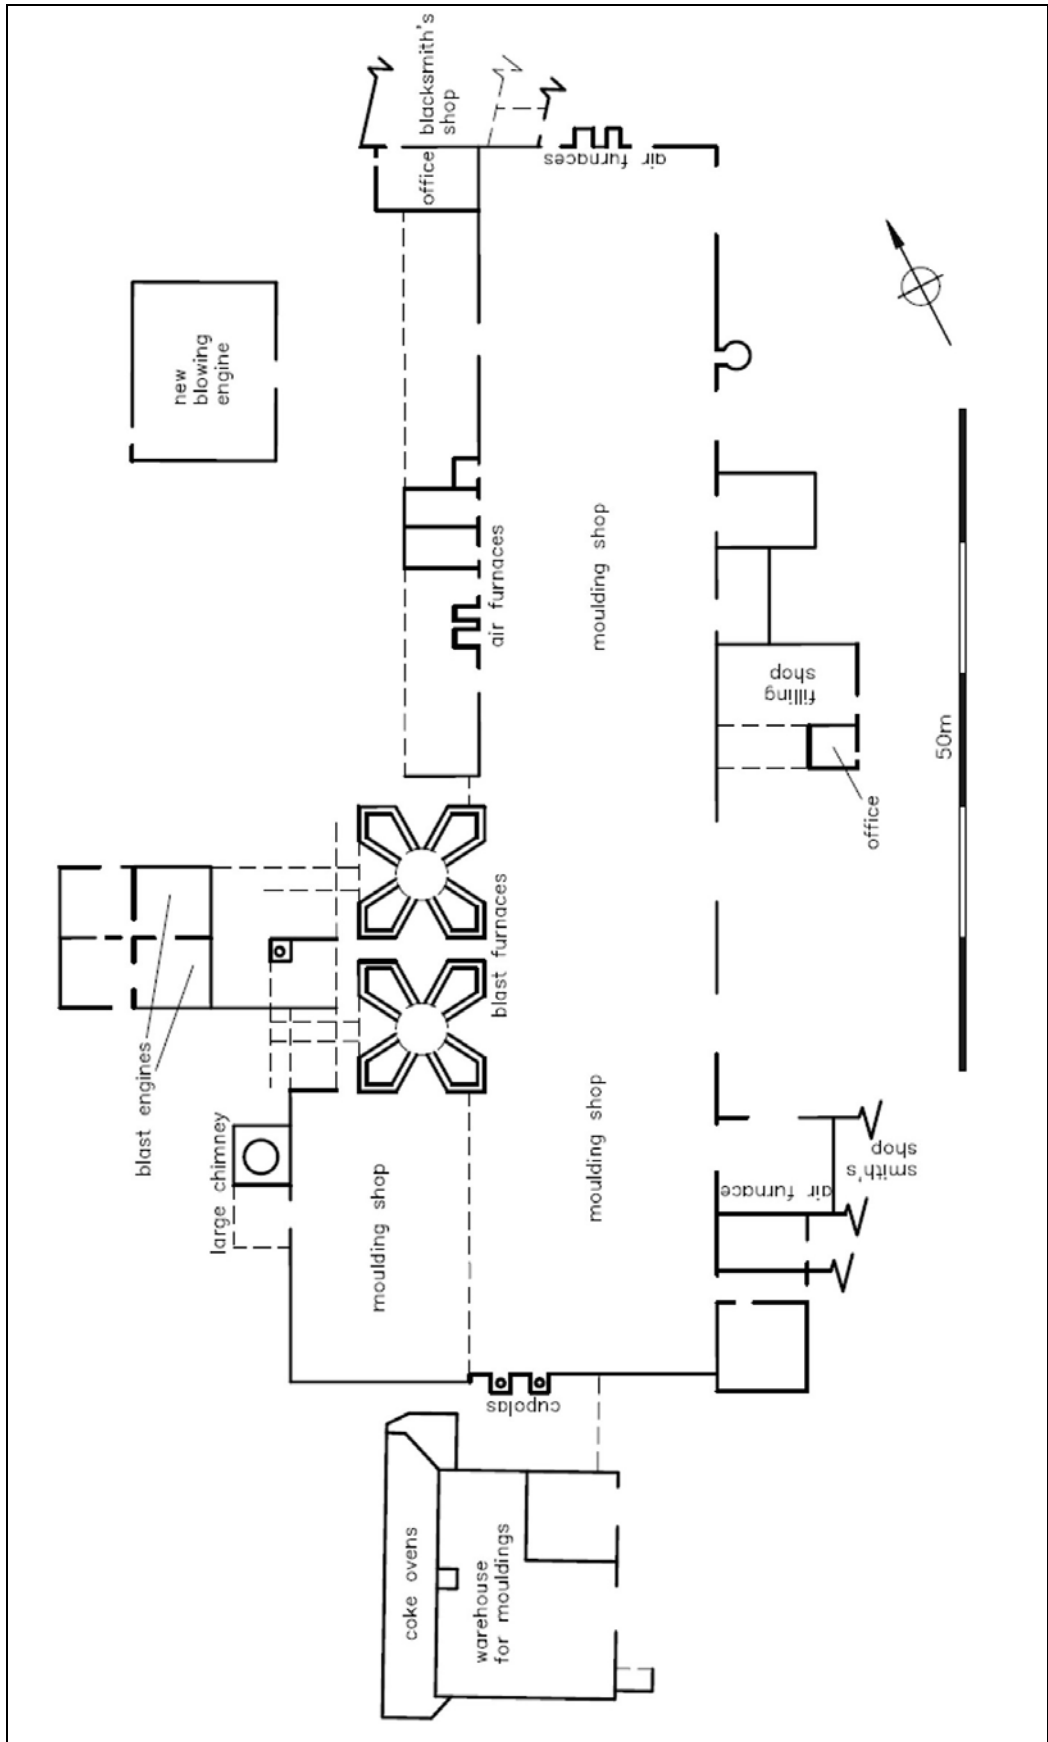 blacksmith's
shop
office
air furnaces
new
blowing
engine
air furnaces
moulding shop
filling
shop
office
50m
blast furnaces
blast engines
large chimney
moulding shop
moulding shop
air furnace
smith's
shop
cupolas
coke ovens
warehouse
for mouldings